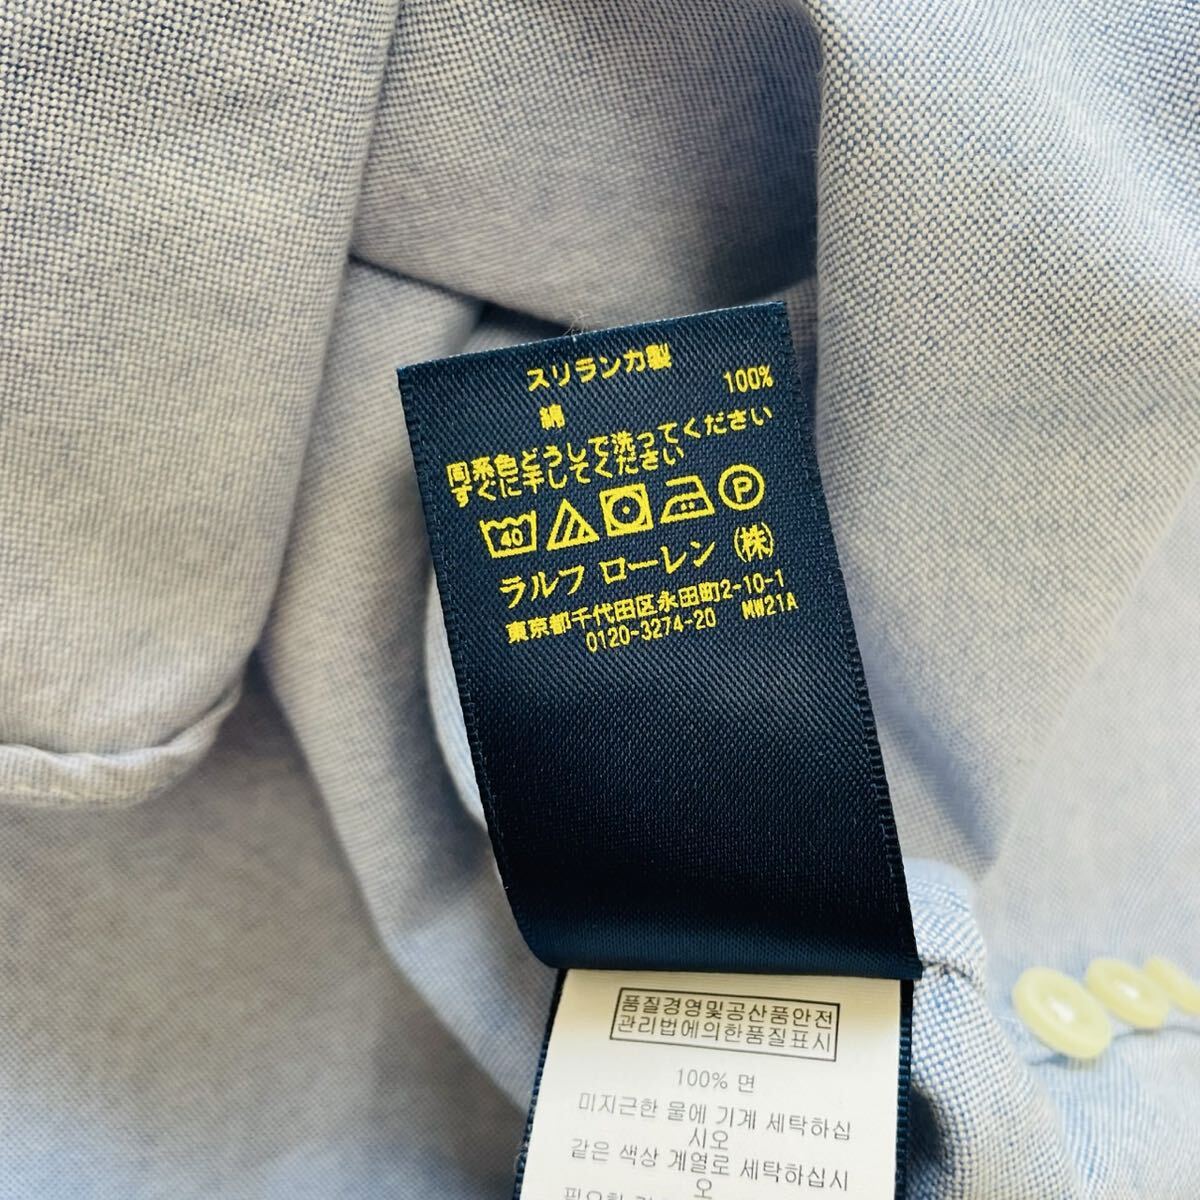 スリランカ製
綿 100%
同系色どうしで洗ってください
すぐに干してください
40 P
ラルフ ローレン (株)
東京都千代田区永田町2-10-1
0120-3274-20 MW21A
품질경영및공산품안전
관리법에의한품질표시
100% 면
미지근한 물에 기계 세탁하십
시오
같은 색상 계열로 세탁하십시
오
필요한